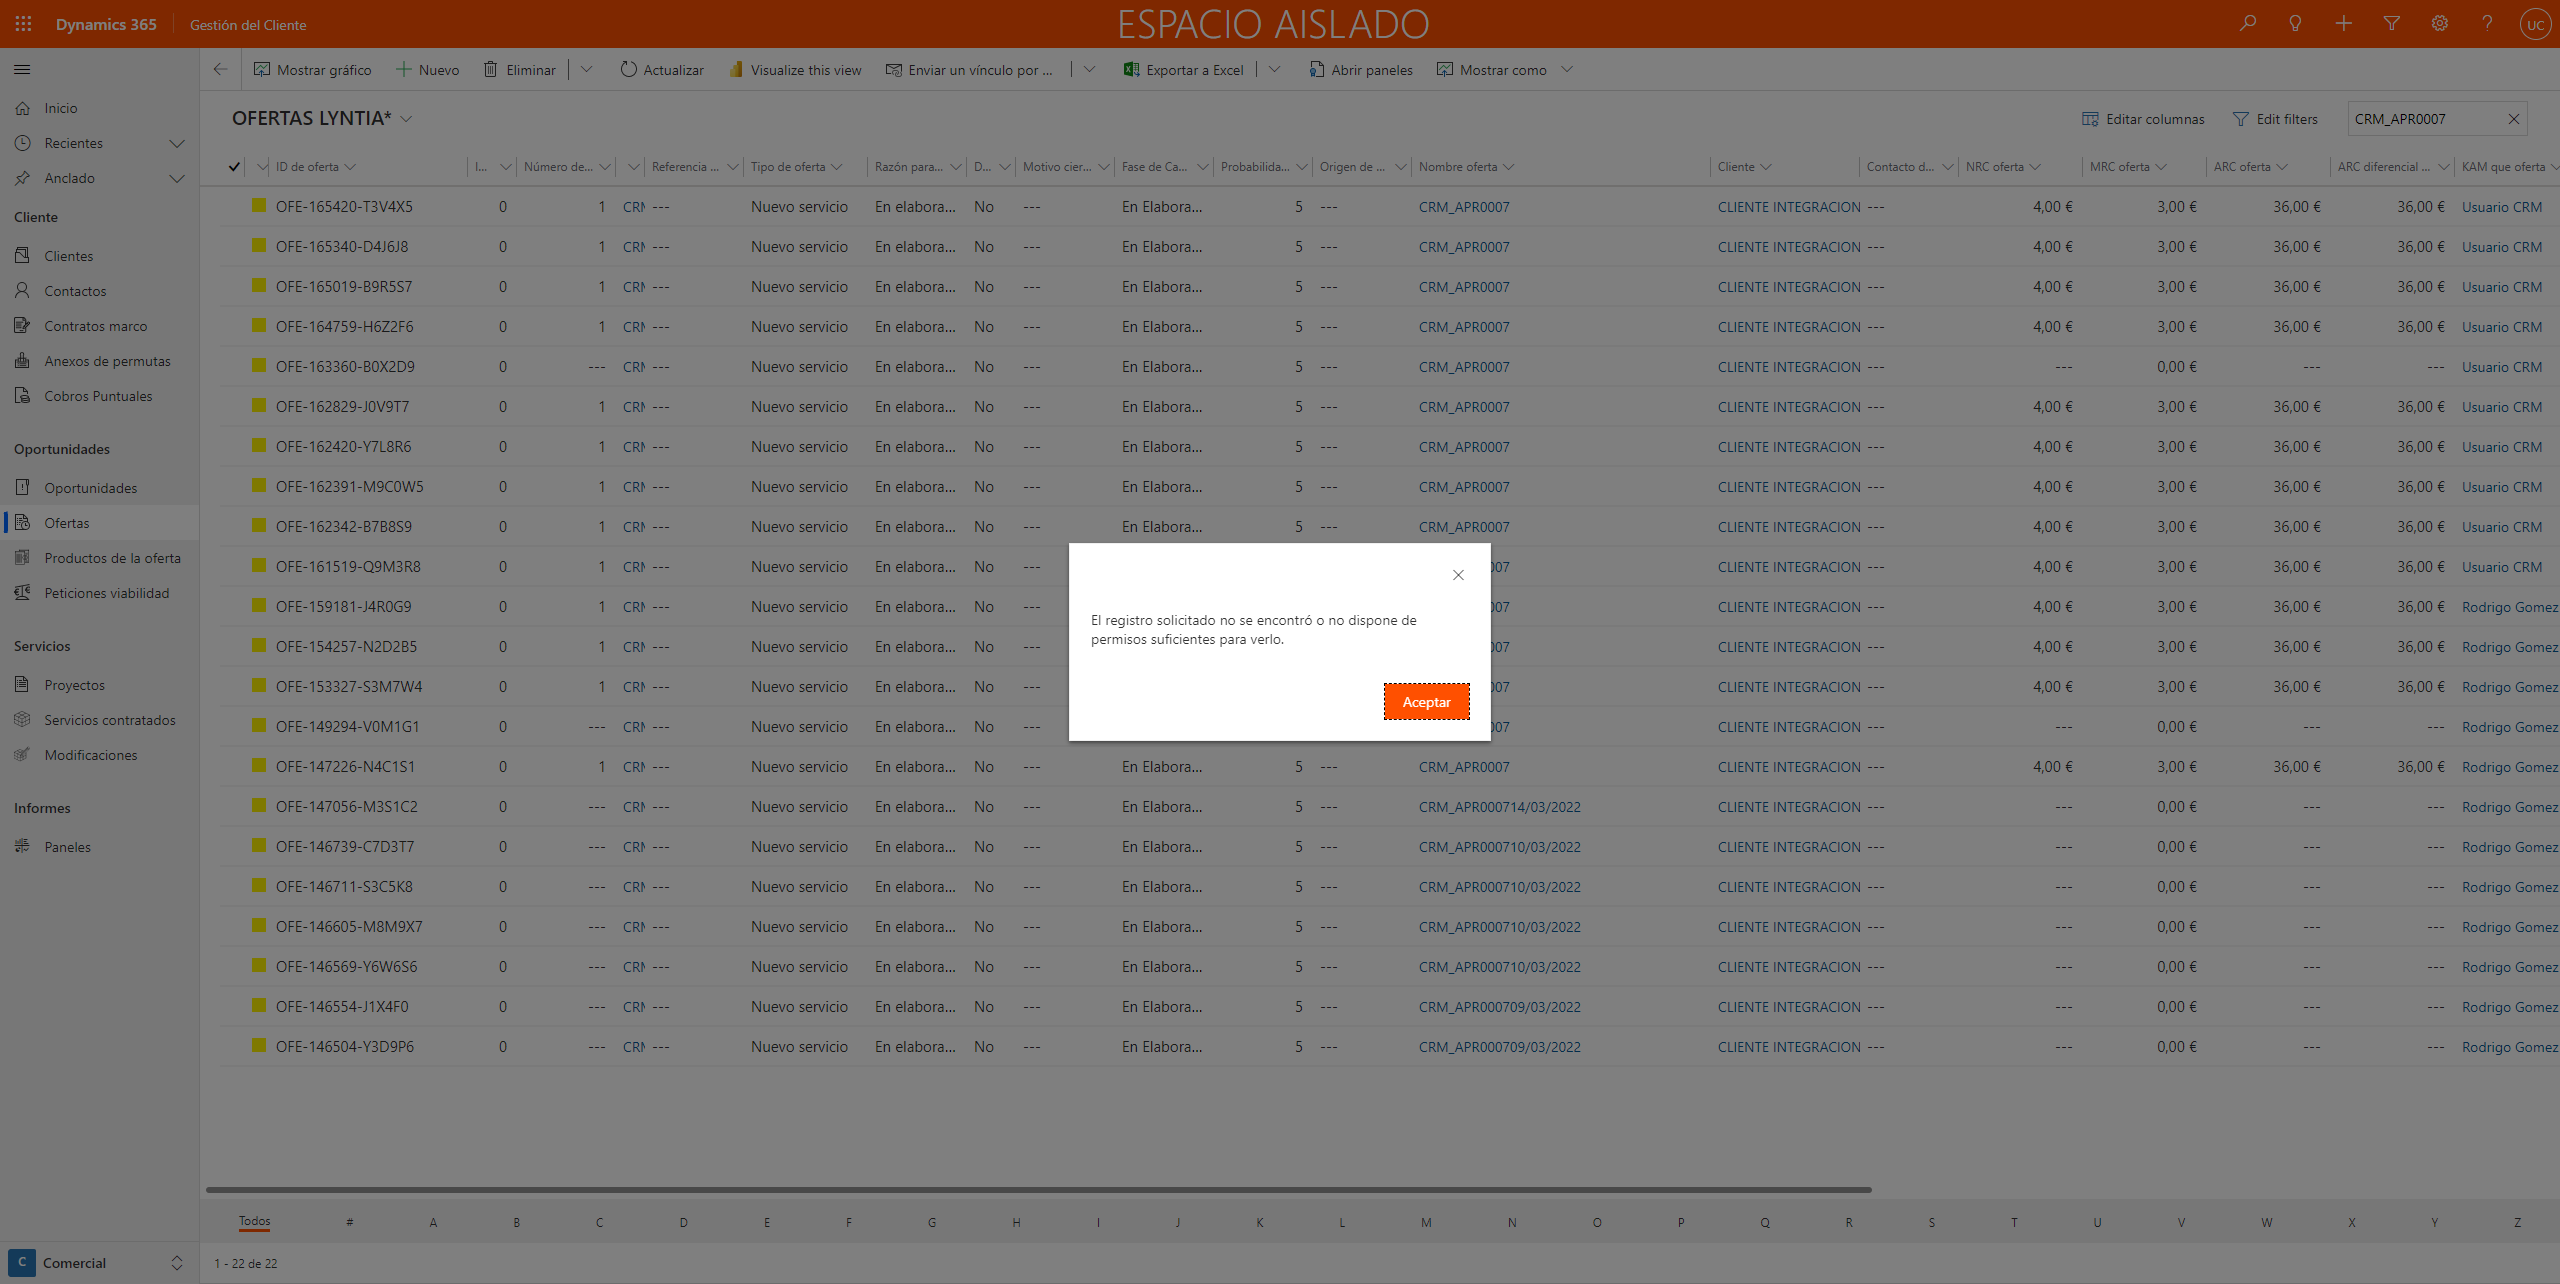 Dynamics 365 Gestión del Cliente ESPACIO AISLADO UC
Mostrar gráfico Nuevo Eliminar Actualizar Visualize this view Enviar un vínculo por ... Exportar a Excel Abrir paneles Mostrar como
Inicio
Recientes
Anclado
Cliente
Clientes
Contactos
Contratos marco
Anexos de permutas
Cobros Puntuales
Oportunidades
Oportunidades
Ofertas
Productos de la oferta
Peticiones viabilidad
Servicios
Proyectos
Servicios contratados
Modificaciones
Informes
Paneles
C Comercial
OFERTAS LYNTIA* Editar columnas Edit filters CRM_APR0007
ID de oferta I... Número de... Referencia ... Tipo de oferta Razón para... D... Motivo cier... Fase de Ca... Probabilida... Origen de ... Nombre oferta Cliente Contacto d... NRC oferta MRC oferta ARC oferta ARC diferencial ... KAM que oferta
OFE-165420-T3V4X5 0 1 CRM --- Nuevo servicio En elabora... No --- En Elabora... 5 --- CRM_APR0007 CLIENTE INTEGRACION --- 4,00 € 3,00 € 36,00 € 36,00 € Usuario CRM
OFE-165340-D4J6J8 0 1 CRM --- Nuevo servicio En elabora... No --- En Elabora... 5 --- CRM_APR0007 CLIENTE INTEGRACION --- 4,00 € 3,00 € 36,00 € 36,00 € Usuario CRM
OFE-165019-B9R5S7 0 1 CRM --- Nuevo servicio En elabora... No --- En Elabora... 5 --- CRM_APR0007 CLIENTE INTEGRACION --- 4,00 € 3,00 € 36,00 € 36,00 € Usuario CRM
OFE-164759-H6Z2F6 0 1 CRM --- Nuevo servicio En elabora... No --- En Elabora... 5 --- CRM_APR0007 CLIENTE INTEGRACION --- 4,00 € 3,00 € 36,00 € 36,00 € Usuario CRM
OFE-163360-B0X2D9 0 --- CRM --- Nuevo servicio En elabora... No --- En Elabora... 5 --- CRM_APR0007 CLIENTE INTEGRACION --- --- 0,00 € --- --- Usuario CRM
OFE-162829-J0V9T7 0 1 CRM --- Nuevo servicio En elabora... No --- En Elabora... 5 --- CRM_APR0007 CLIENTE INTEGRACION --- 4,00 € 3,00 € 36,00 € 36,00 € Usuario CRM
OFE-162420-Y7L8R6 0 1 CRM --- Nuevo servicio En elabora... No --- En Elabora... 5 --- CRM_APR0007 CLIENTE INTEGRACION --- 4,00 € 3,00 € 36,00 € 36,00 € Usuario CRM
OFE-162391-M9C0W5 0 1 CRM --- Nuevo servicio En elabora... No --- En Elabora... 5 --- CRM_APR0007 CLIENTE INTEGRACION --- 4,00 € 3,00 € 36,00 € 36,00 € Usuario CRM
OFE-162342-B7B8S9 0 1 CRM --- Nuevo servicio En elabora... No --- En Elabora... 5 --- CRM_APR0007 CLIENTE INTEGRACION --- 4,00 € 3,00 € 36,00 € 36,00 € Usuario CRM
OFE-161519-Q9M3R8 0 1 CRM --- Nuevo servicio En elabora... No --- 007 CLIENTE INTEGRACION --- 4,00 € 3,00 € 36,00 € 36,00 € Usuario CRM
OFE-159181-J4R0G9 0 1 CRM --- Nuevo servicio En elabora... No --- 007 CLIENTE INTEGRACION --- 4,00 € 3,00 € 36,00 € 36,00 € Rodrigo Gomez
OFE-154257-N2D2B5 0 1 CRM --- Nuevo servicio En elabora... No --- 007 CLIENTE INTEGRACION --- 4,00 € 3,00 € 36,00 € 36,00 € Rodrigo Gomez
OFE-153327-S3M7W4 0 1 CRM --- Nuevo servicio En elabora... No --- 007 CLIENTE INTEGRACION --- 4,00 € 3,00 € 36,00 € 36,00 € Rodrigo Gomez
OFE-149294-V0M1G1 0 --- CRM --- Nuevo servicio En elabora... No --- 007 CLIENTE INTEGRACION --- --- 0,00 € --- --- Rodrigo Gomez
OFE-147226-N4C1S1 0 1 CRM --- Nuevo servicio En elabora... No --- En Elabora... 5 --- CRM_APR0007 CLIENTE INTEGRACION --- 4,00 € 3,00 € 36,00 € 36,00 € Rodrigo Gomez
OFE-147056-M3S1C2 0 --- CRM --- Nuevo servicio En elabora... No --- En Elabora... 5 --- CRM_APR000714/03/2022 CLIENTE INTEGRACION --- --- 0,00 € --- --- Rodrigo Gomez
OFE-146739-C7D3T7 0 --- CRM --- Nuevo servicio En elabora... No --- En Elabora... 5 --- CRM_APR000710/03/2022 CLIENTE INTEGRACION --- --- 0,00 € --- --- Rodrigo Gomez
OFE-146711-S3C5K8 0 --- CRM --- Nuevo servicio En elabora... No --- En Elabora... 5 --- CRM_APR000710/03/2022 CLIENTE INTEGRACION --- --- 0,00 € --- --- Rodrigo Gomez
OFE-146605-M8M9X7 0 --- CRM --- Nuevo servicio En elabora... No --- En Elabora... 5 --- CRM_APR000710/03/2022 CLIENTE INTEGRACION --- --- 0,00 € --- --- Rodrigo Gomez
OFE-146569-Y6W6S6 0 --- CRM --- Nuevo servicio En elabora... No --- En Elabora... 5 --- CRM_APR000710/03/2022 CLIENTE INTEGRACION --- --- 0,00 € --- --- Rodrigo Gomez
OFE-146554-J1X4F0 0 --- CRM --- Nuevo servicio En elabora... No --- En Elabora... 5 --- CRM_APR000709/03/2022 CLIENTE INTEGRACION --- --- 0,00 € --- --- Rodrigo Gomez
OFE-146504-Y3D9P6 0 --- CRM --- Nuevo servicio En elabora... No --- En Elabora... 5 --- CRM_APR000709/03/2022 CLIENTE INTEGRACION --- --- 0,00 € --- --- Rodrigo Gomez
El registro solicitado no se encontró o no dispone de
permisos suficientes para verlo.
Aceptar
Todos # A B C D E F G H I J K L M N O P Q R S T U V W X Y Z
1 - 22 de 22